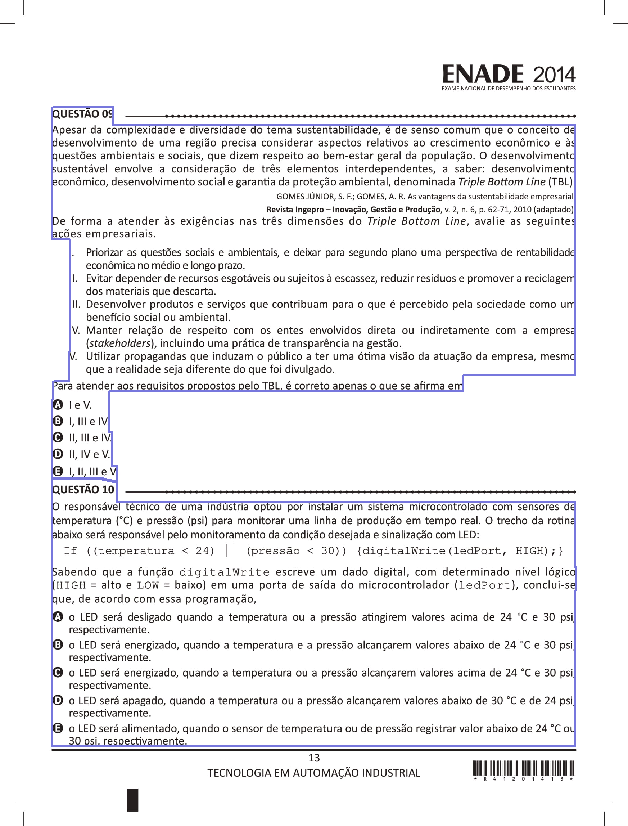 ENADE 2014
EXAME NACIONAL DE DESEMPENHO DOS ESTUDANTES
QUESTÃO 09
Apesar da complexidade e diversidade do tema sustentabilidade, é de senso comum que o conceito de
desenvolvimento de uma região precisa considerar aspectos relativos ao crescimento econômico e às
questões ambientais e sociais, que dizem respeito ao bem-estar geral da população. O desenvolvimento
sustentável envolve a consideração de três elementos interdependentes, a saber: desenvolvimento
econômico, desenvolvimento social e garantia da proteção ambiental, denominada Triple Bottom Line (TBL)
GOMES JÚNIOR, S. F.; GOMES, A. R. As vantagens da sustentabilidade empresarial
Revista Ingepro – Inovação, Gestão e Produção, v. 2, n. 6, p. 62-71, 2010 (adaptado)
De forma a atender às exigências nas três dimensões do Triple Bottom Line, avalie as seguintes
ações empresariais.
. Priorizar as questões sociais e ambientais, e deixar para segundo plano uma perspectiva de rentabilidade
econômica no médio e longo prazo.
I. Evitar depender de recursos esgotáveis ou sujeitos à escassez, reduzir resíduos e promover a reciclagem
dos materiais que descarta.
II. Desenvolver produtos e serviços que contribuam para o que é percebido pela sociedade como um
benefício social ou ambiental.
V. Manter relação de respeito com os entes envolvidos direta ou indiretamente com a empresa
(stakeholders), incluindo uma prática de transparência na gestão.
V. Utilizar propagandas que induzam o público a ter uma ótima visão da atuação da empresa, mesmo
que a realidade seja diferente do que foi divulgado.
Para atender aos requisitos propostos pelo TBL, é correto apenas o que se afirma em
A I e V.
B I, III e IV
C II, III e IV.
D II, IV e V.
E I, II, III e V
QUESTÃO 10
O responsável técnico de uma indústria optou por instalar um sistema microcontrolado com sensores de
temperatura (°C) e pressão (psi) para monitorar uma linha de produção em tempo real. O trecho da rotina
abaixo será responsável pelo monitoramento da condição desejada e sinalização com LED:
If ((temperatura < 24) | (pressão < 30)) {digitalWrite(ledPort, HIGH);}
Sabendo que a função digitalWrite escreve um dado digital, com determinado nível lógico
(HIGH = alto e LOW = baixo) em uma porta de saída do microcontrolador (ledPort), conclui-se
que, de acordo com essa programação,
A o LED será desligado quando a temperatura ou a pressão atingirem valores acima de 24 °C e 30 psi,
respectivamente.
B o LED será energizado, quando a temperatura e a pressão alcançarem valores abaixo de 24 °C e 30 psi,
respectivamente.
C o LED será energizado, quando a temperatura ou a pressão alcançarem valores acima de 24 °C e 30 psi,
respectivamente.
D o LED será apagado, quando a temperatura ou a pressão alcançarem valores abaixo de 30 °C e de 24 psi,
respectivamente.
E o LED será alimentado, quando o sensor de temperatura ou de pressão registrar valor abaixo de 24 °C ou
30 psi, respectivamente.
13
TECNOLOGIA EM AUTOMAÇÃO INDUSTRIAL